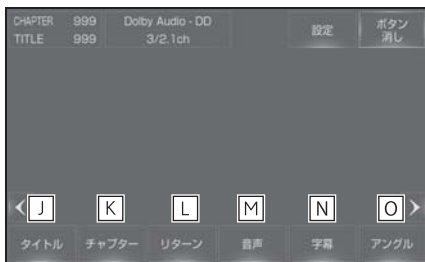 CHAPTER 999 Dolby Audio - DD 設定 ボタン
TITLE 999 3/2.1ch 消し
J K L M N O
タイトル チャプター リターン 音声 字幕 アングル